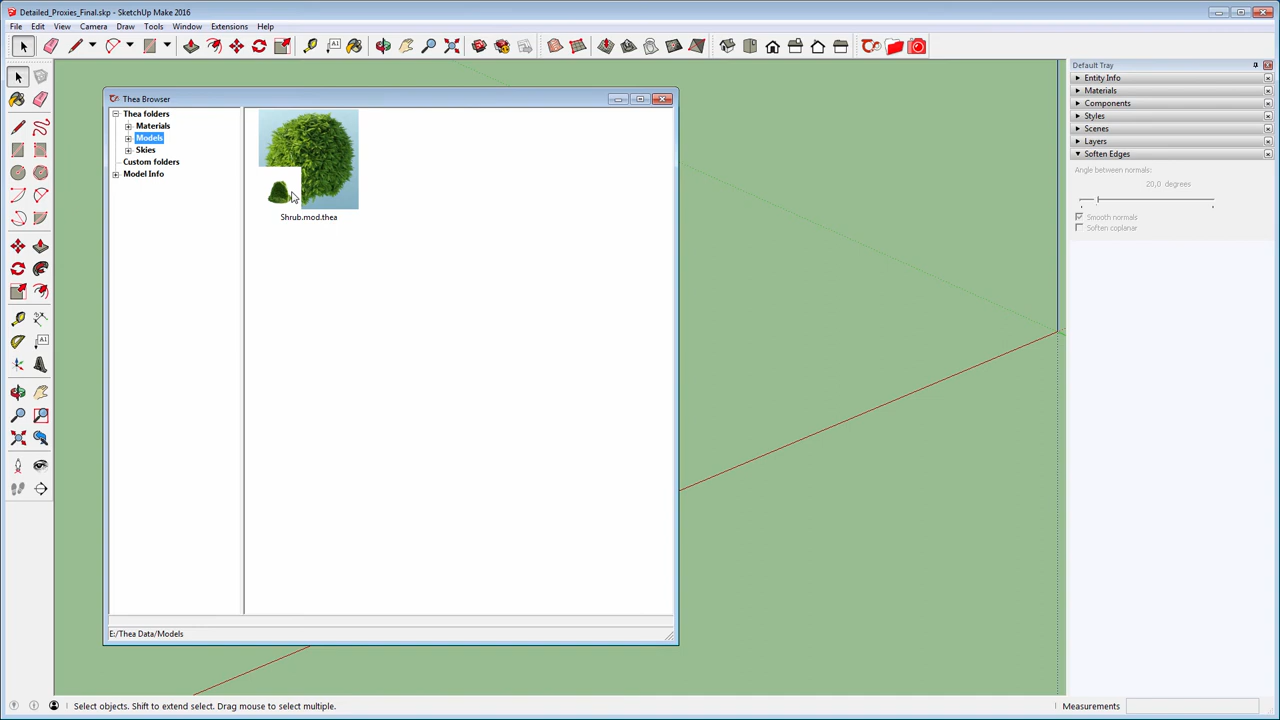 Detailed_Proxies_Final.skp - SketchUp Make 2016
File Edit View Camera Draw Tools Window Extensions Help
Default Tray
Entity Info
Materials
Components
Styles
Scenes
Layers
Soften Edges
Angle between normals:
20,0 degrees
Smooth normals
Soften coplanar
Thea Browser
Thea folders
Materials
Models
Skies
Custom folders
Model Info
Shrub.mod.thea
E:/Thea Data/Models
Select objects. Shift to extend select. Drag mouse to select multiple.
Measurements